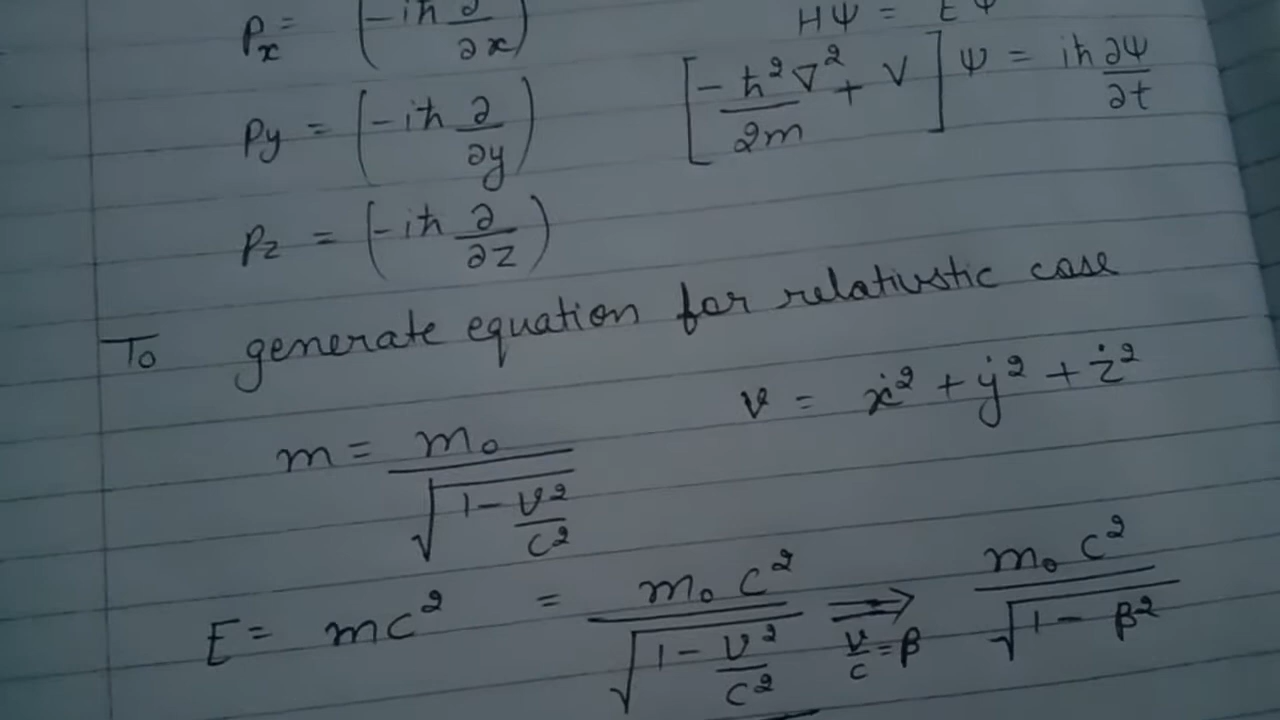 Px = (-iħ ∂/∂x)
HΨ = EΨ
Py = (-iħ ∂/∂y)
[-ħ²/2m ∇² + V] Ψ = iħ ∂Ψ/∂t
Pz = (-iħ ∂/∂z)
To generate equation for relativstic case
m = m₀/√(1 - v²/c²)
v = ẋ² + ẏ² + ż²
E = mc² = m₀c²/√(1 - v²/c²) ⇒ v/c = β m₀c²/√(1 - β²)